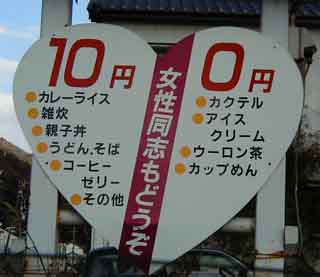 10円
カレーライス
雑炊
親子丼
うどん、そば
コーヒー
ゼリー
その他
女性同志もどうぞ
0円
カクテル
アイス
クリーム
ウーロン茶
カップめん